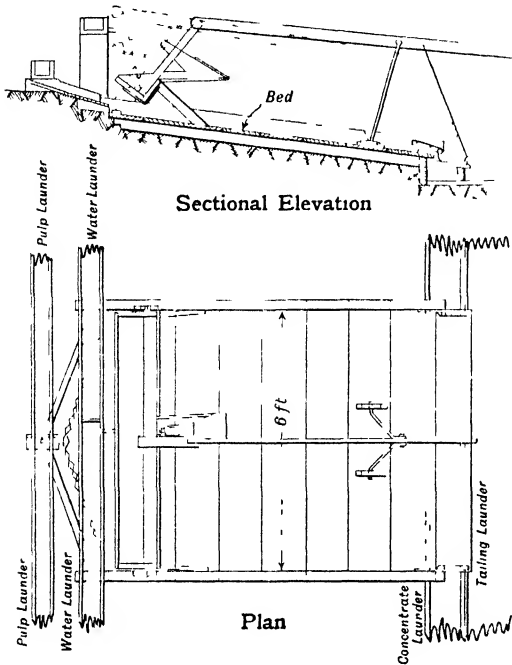 Bed
Sectional Elevation
Pulp Launder
Water Launder
6 ft
Pulp Launder
Water Launder
Plan
Concentrate
Launder
Tailing Launder